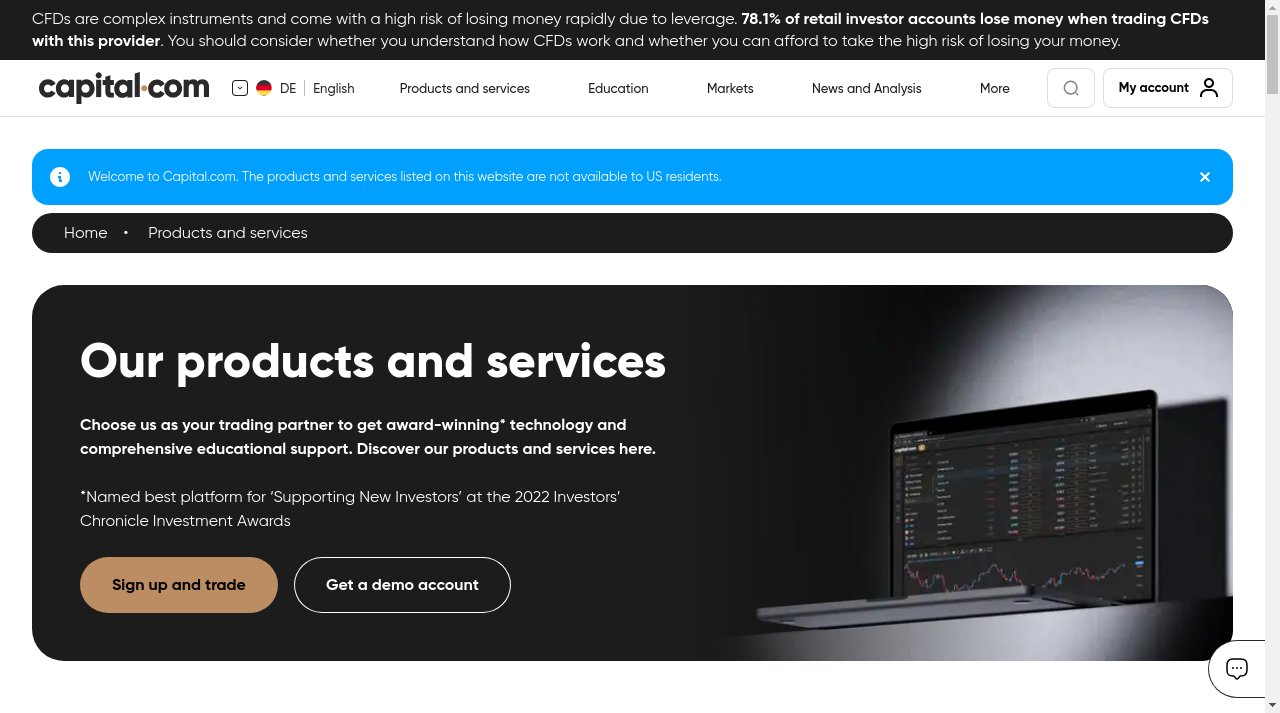 CFDs are complex instruments and come with a high risk of losing money rapidly due to leverage. 78.1% of retail investor accounts lose money when trading CFDs
with this provider. You should consider whether you understand how CFDs work and whether you can afford to take the high risk of losing your money.
capital.com DE English Products and services Education Markets News and Analysis More My account
Welcome to Capital.com. The products and services listed on this website are not available to US residents.
Home • Products and services
Our products and services
Choose us as your trading partner to get award-winning* technology and
comprehensive educational support. Discover our products and services here.
*Named best platform for ‘Supporting New Investors’ at the 2022 Investors’
Chronicle Investment Awards
Sign up and trade Get a demo account